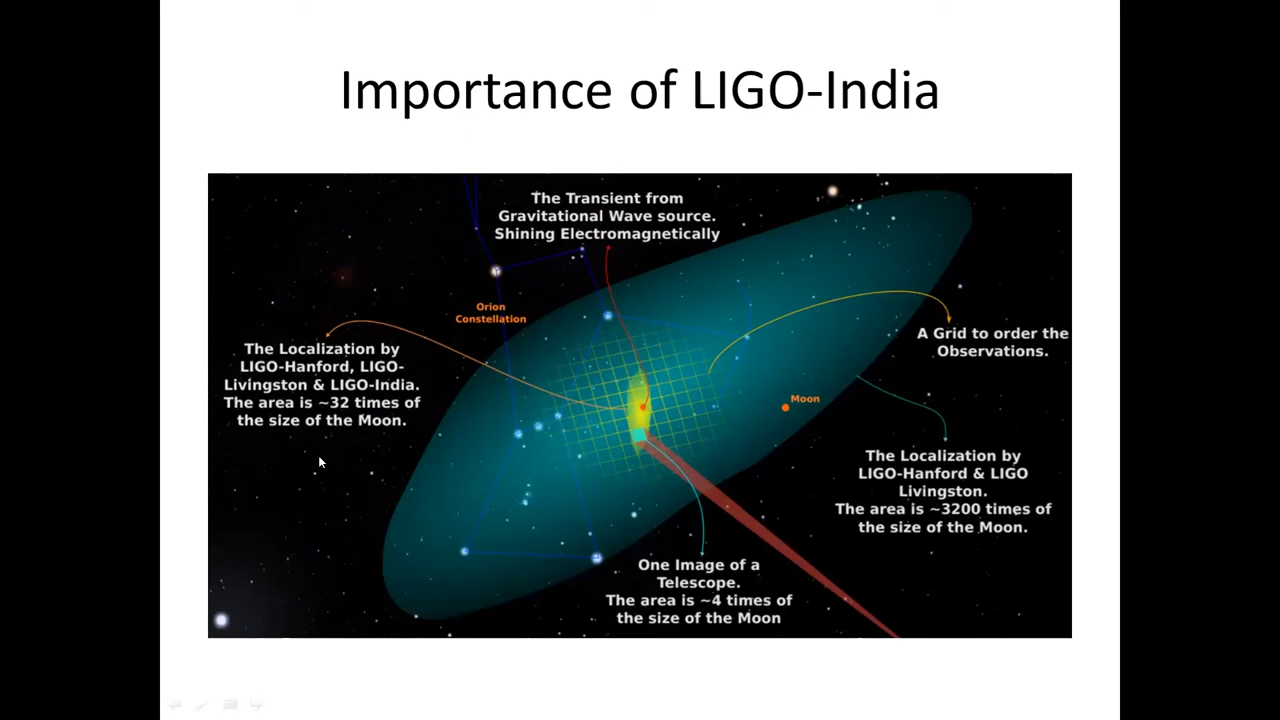 Importance of LIGO-India
The Transient from
Gravitational Wave source.
Shining Electromagnetically
Orion
Constellation
The Localization by
LIGO-Hanford, LIGO-
Livingston & LIGO-India.
The area is ~32 times of
the size of the Moon.
A Grid to order the
Observations.
Moon
The Localization by
LIGO-Hanford & LIGO
Livingston.
The area is ~3200 times of
the size of the Moon.
One Image of a
Telescope.
The area is ~4 times of
the size of the Moon